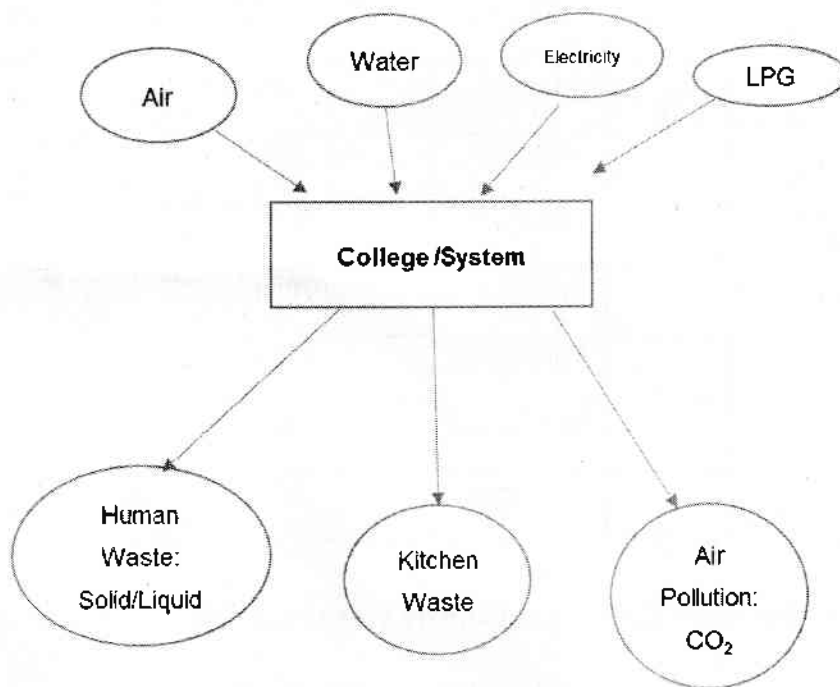 Air
Water
Electricity
LPG
College/System
Human
Waste:
Solid/Liquid
Kitchen
Waste
Air
Pollution:
CO₂